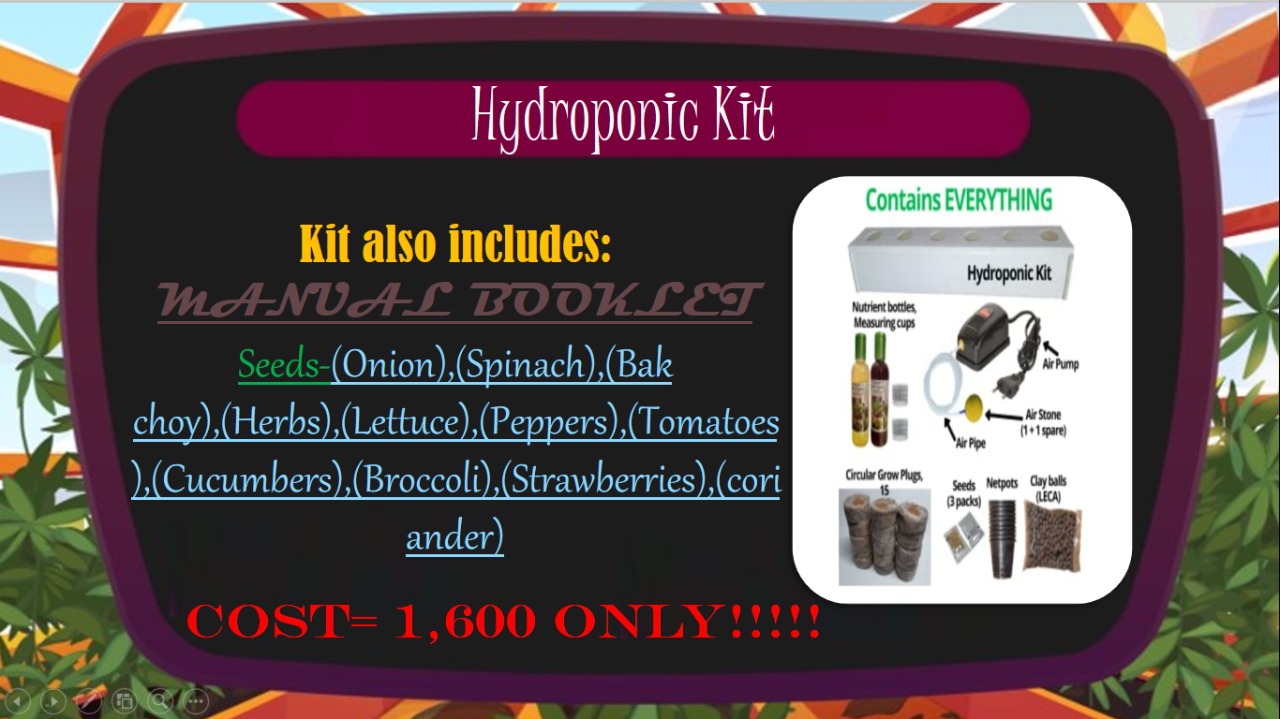 Hydroponic Kit
Kit also includes:
MANUAL BOOKLET
Seeds-(Onion),(Spinach),(Bak
choy),(Herbs),(Lettuce),(Peppers),(Tomatoes
),(Cucumbers),(Broccoli),(Strawberries),(cori
ander)
COST= 1,600 ONLY!!!!!
Contains EVERYTHING
Hydroponic Kit
Nutrient bottles,
Measuring cups
Air Pump
Air Stone
(1 + 1 spare)
Air Pipe
Circular Grow Plugs,
15
Seeds
(3 packs)
Netpots
Clay balls
(LECA)